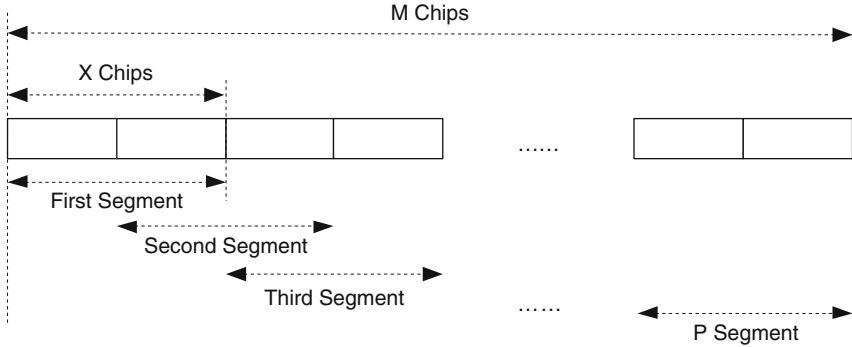 M Chips
X Chips
......
First Segment
Second Segment
Third Segment
......
P Segment